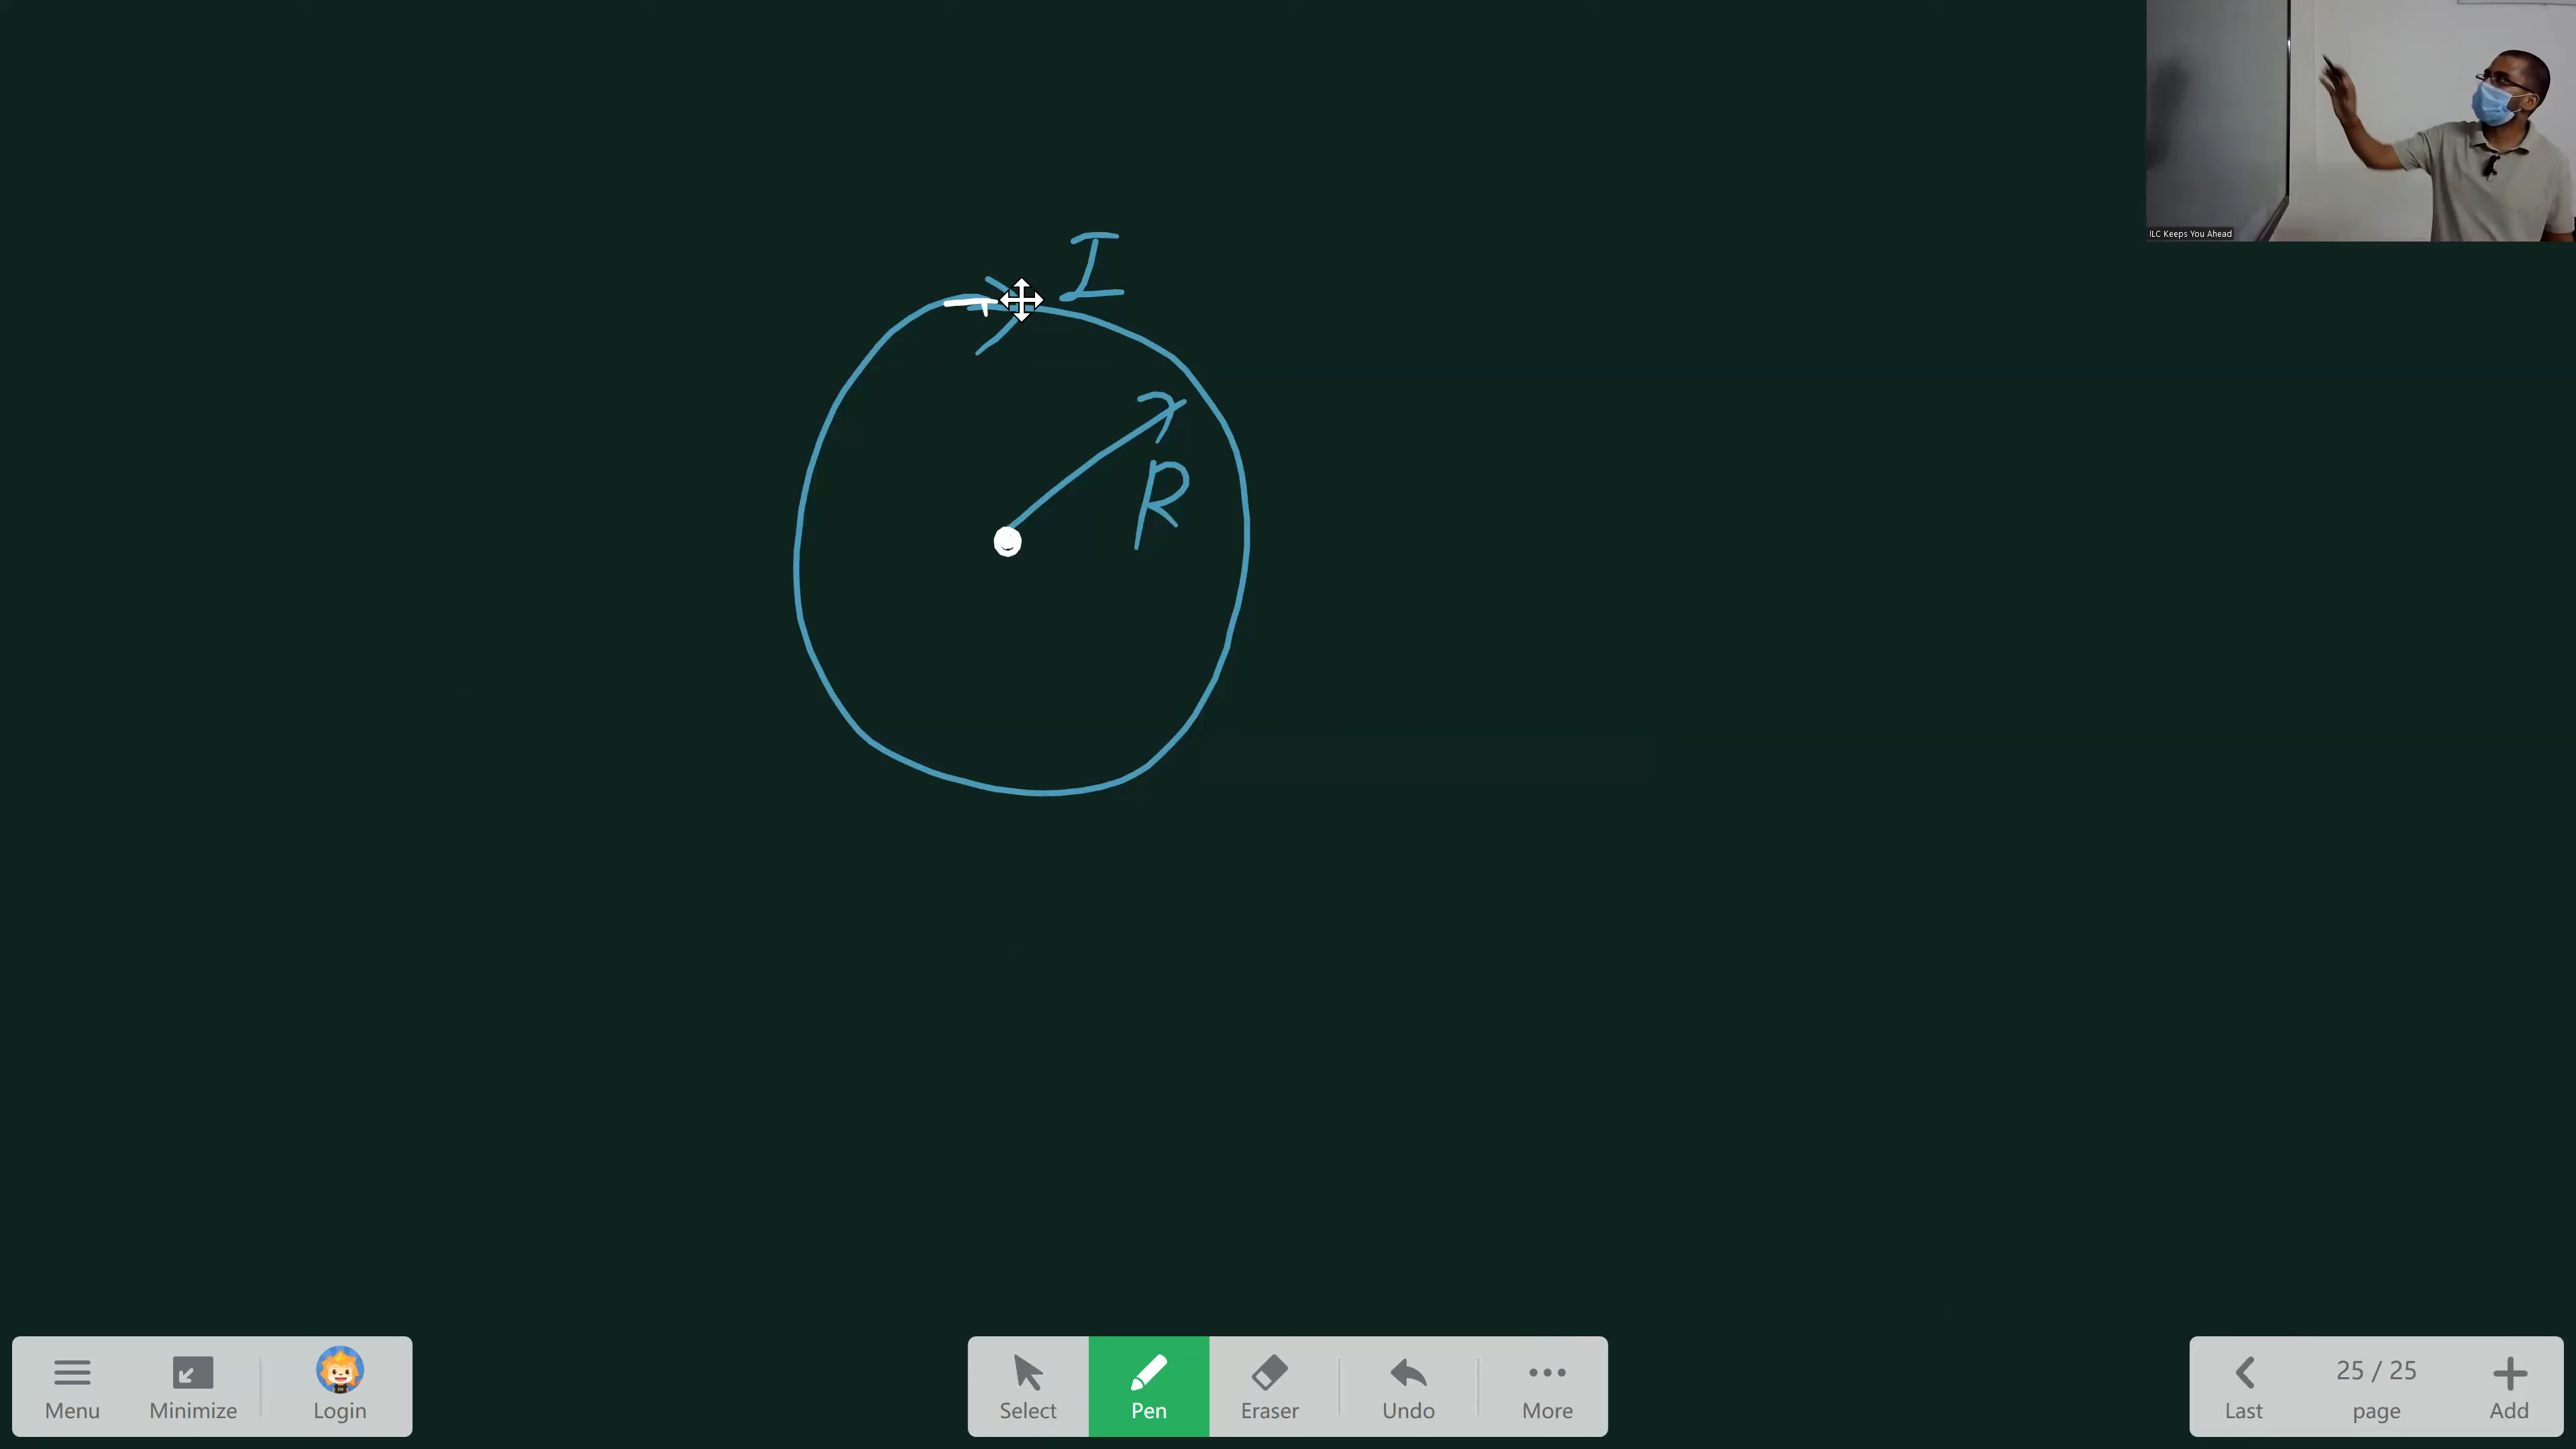 ILC Keeps You Ahead
I
R
Menu
Minimize
Login
Select
Pen
Eraser
Undo
More
Last
25 / 25
page
Add